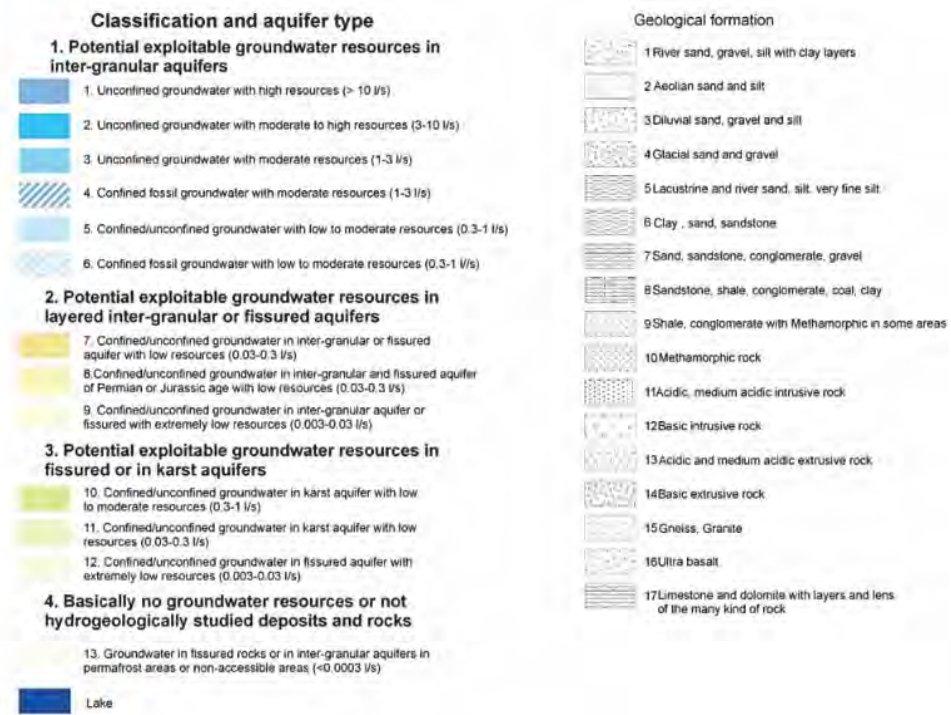 Classification and aquifer type
1. Potential exploitable groundwater resources in
inter-granular aquifers
1. Unconfined groundwater with high resources (> 10 l/s)
2. Unconfined groundwater with moderate to high resources (3-10 l/s)
3. Unconfined groundwater with moderate resources (1-3 l/s)
4. Confined fossil groundwater with moderate resources (1-3 l/s)
5. Confined/unconfined groundwater with low to moderate resources (0.3-1 l/s)
6. Confined fossil groundwater with low to moderate resources (0.3-1 l//s)
2. Potential exploitable groundwater resources in
layered inter-granular or fissured aquifers
7. Confined/unconfined groundwater in inter-granular or fissured
aquifer with low resources (0.03-0.3 l/s)
8.Confined/unconfined groundwater in inter-granular and fissured aquifer
of Permian or Jurassic age with low resources (0.03-0.3 l/s)
9. Confined/unconfined groundwater in inter-granular aquifer or
fissured with extremely low resources (0.003-0.03 l/s)
3. Potential exploitable groundwater resources in
fissured or in karst aquifers
10. Confined/unconfined groundwater in karst aquifer with low
to moderate resources (0.3-1 l/s)
11. Confined/unconfined groundwater in karst aquifer with low
resources (0.03-0.3 l/s)
12. Confined/unconfined groundwater in fissured aquifer with
extremely low resources (0.003-0.03 l/s)
4. Basically no groundwater resources or not
hydrogeologically studied deposits and rocks
13. Groundwater in fissured rocks or in inter-granular aquifers in
permafrost areas or non-accessible areas (<0.0003 l/s)
Lake
Geological formation
1 River sand, gravel, silt with clay layers
2 Aeolian sand and silt
3 Diluvial sand, gravel and sill
4 Glacial sand and gravel
5 Lacustrine and river sand, silt, very fine silt
6 Clay , sand, sandstone
7 Sand, sandstone, conglomerate, gravel
8 Sandstone, shale, conglomerate, coal, clay
9 Shale, conglomerate with Methamorphic in some areas
10 Methamorphic rock
11 Acidic, medium acidic intrusive rock
12 Basic intrusive rock
13 Acidic and medium acidic extrusive rock
14 Basic extrusive rock
15 Gneiss, Granite
16 Ultra basalt
17 Limestone and dolomite with layers and lens
of the many kind of rock